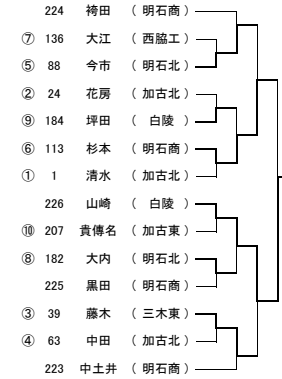 224 袴田 （ 明石商 ）
⑦ 136 大江 （ 西脇工 ）
⑤ 88 今市 （ 明石北 ）
② 24 花房 （ 加古北 ）
⑨ 184 坪田 （ 白陵 ）
⑥ 113 杉本 （ 明石商 ）
① 1 清水 （ 加古北 ）
226 山崎 （ 白陵 ）
⑩ 207 貴傳名 （ 加古東 ）
⑧ 182 大内 （ 明石北 ）
225 黒田 （ 明石商 ）
③ 39 藤木 （ 三木東 ）
④ 63 中田 （ 加古北 ）
223 中土井 （ 明石商 ）